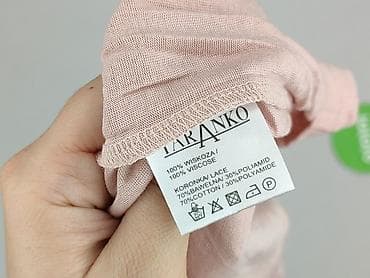 TARANKO
100% WISKOZA /
100% VISCOSE
KORONKA/ LACE
70%BAWEŁNA/ 30%POLIAMID
70%COTTON / 30%POLYAMIDE
P